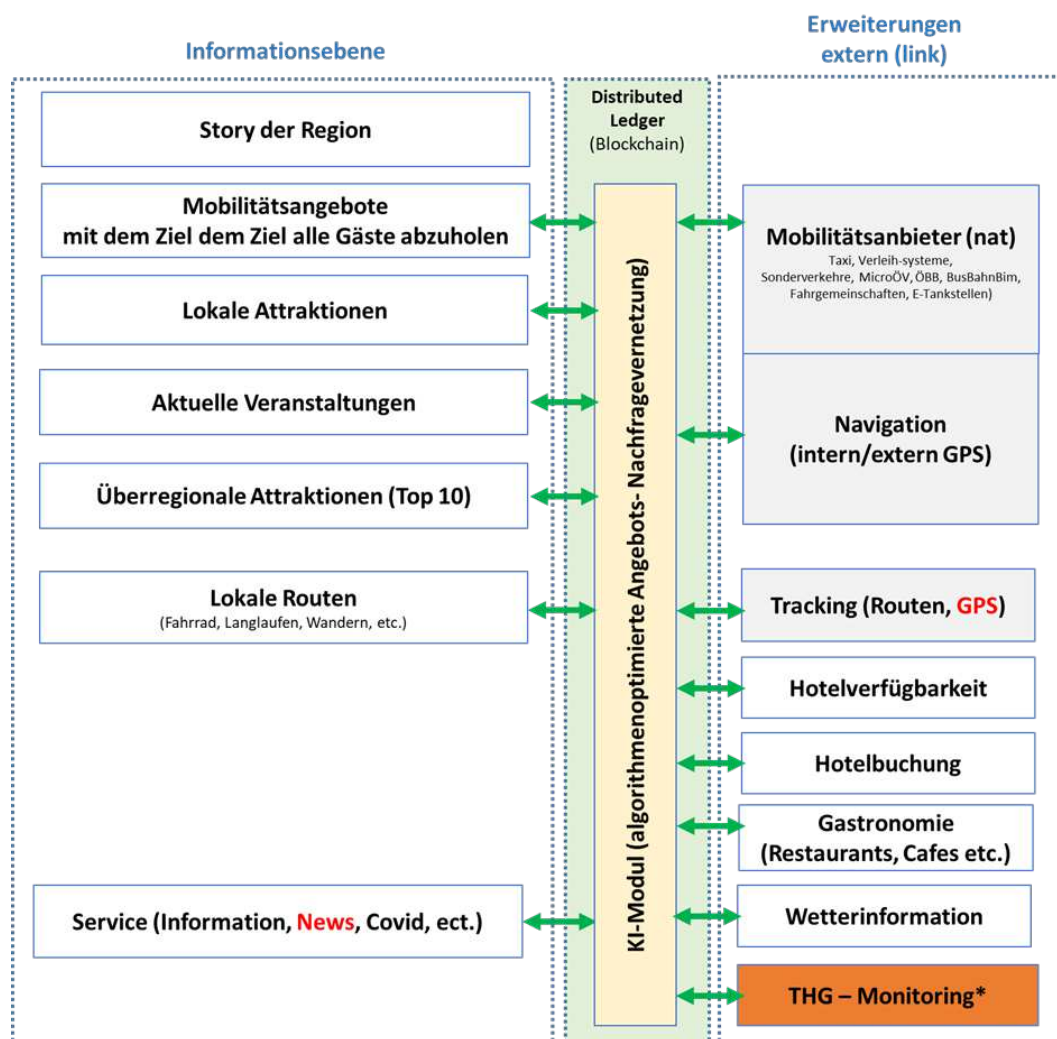 Informationsebene
Story der Region
Mobilitätsangebote
mit dem Ziel dem Ziel alle Gäste abzuholen
Lokale Attraktionen
Aktuelle Veranstaltungen
Überregionale Attraktionen (Top 10)
Lokale Routen
(Fahrrad, Langlaufen, Wandern, etc.)
Service (Information, News, Covid, ect.)
Distributed
Ledger
(Blockchain)
KI-Modul (algorithmenoptimierte Angebots- Nachfragevernetzung)
Erweiterungen
extern (link)
Mobilitätsanbieter (nat)
Taxi, Verleih-systeme,
Sonderverkehre, MicroÖV, ÖBB, BusBahnBim,
Fahrgemeinschaften, E-Tankstellen)
Navigation
(intern/extern GPS)
Tracking (Routen, GPS)
Hotelverfügbarkeit
Hotelbuchung
Gastronomie
(Restaurants, Cafes etc.)
Wetterinformation
THG – Monitoring*